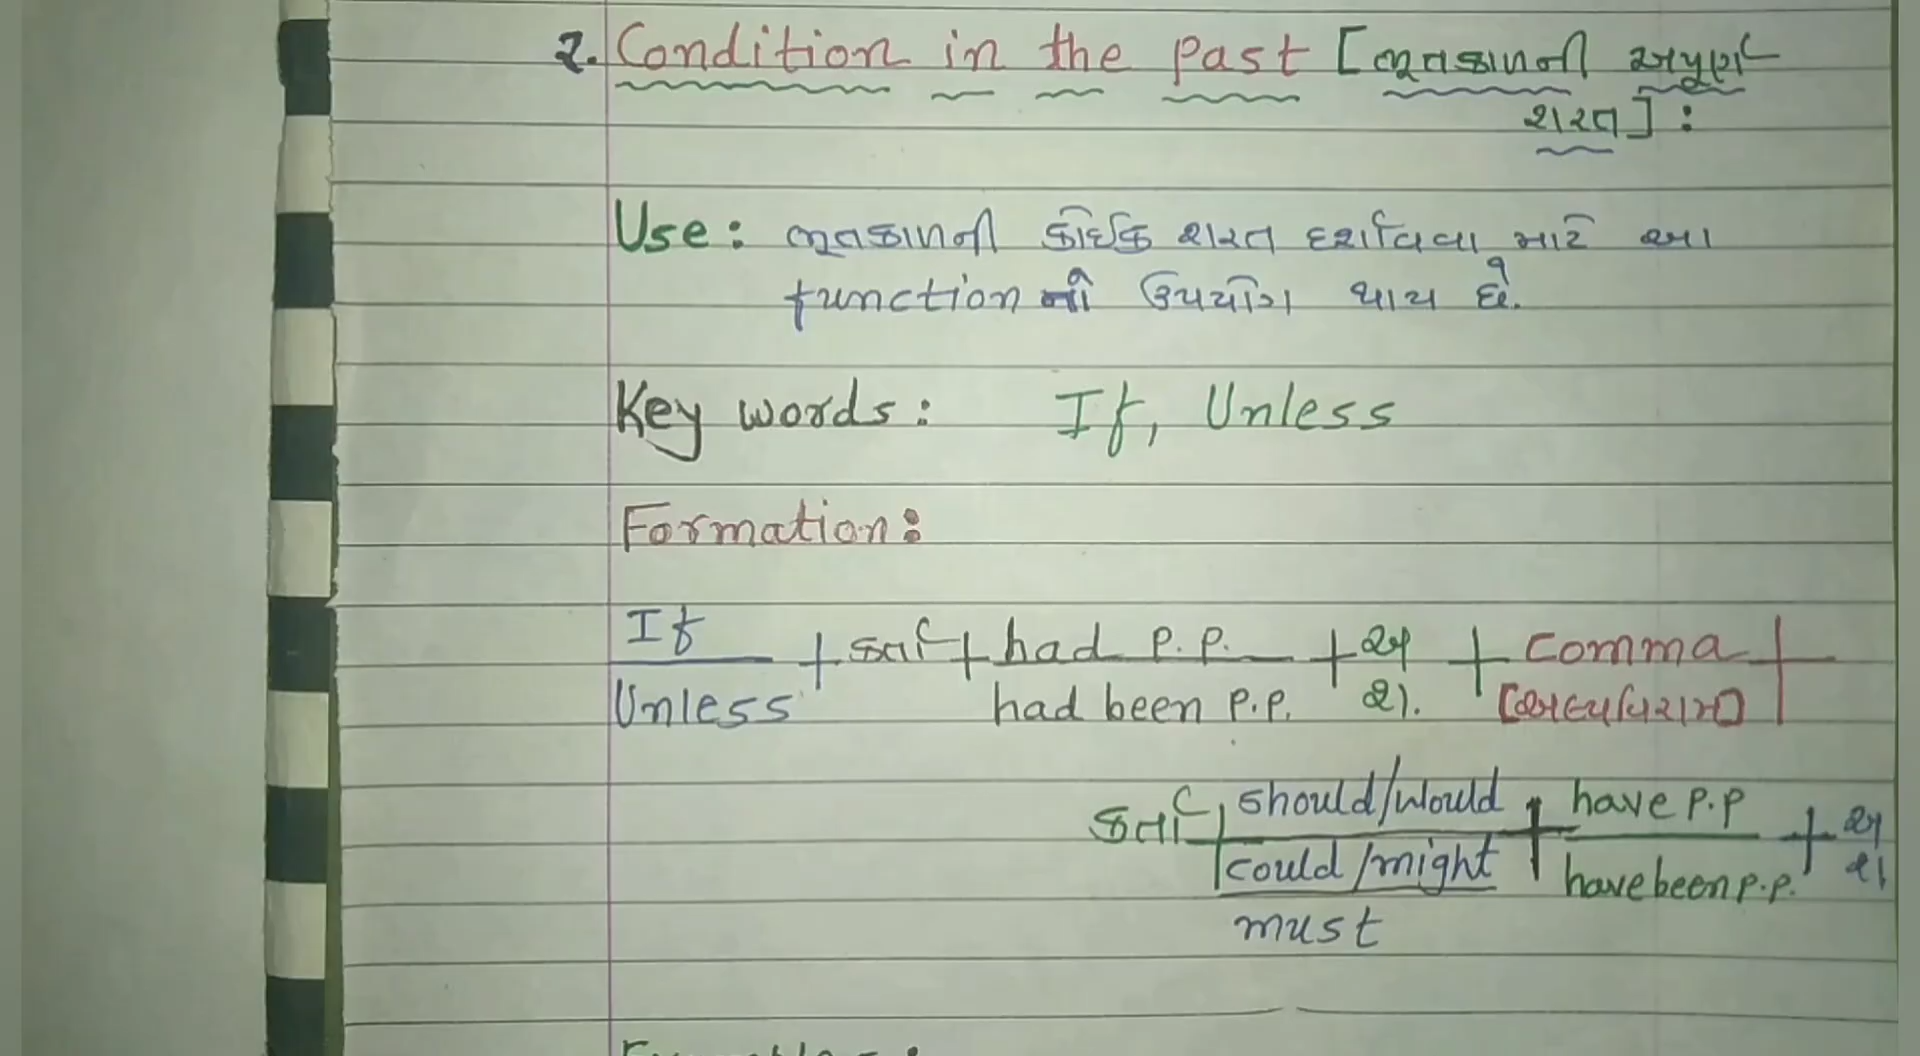 2. Condition in the past [ભૂતકાળની અપૂર્ણ
શરત] :
Use : ભૂતકાળની કોઈક શરત દર્શાવવા માટે આ
function નો ઉપયોગ થાય છે.
Key words : If, Unless
Formation :
If + કર્તા + had p.p. + અ + comma +
Unless had been p.p. શ. [અલ્પવિરામ]
કર્તા + should/would + have p.p + અ
could/might have been p.p. શ
must